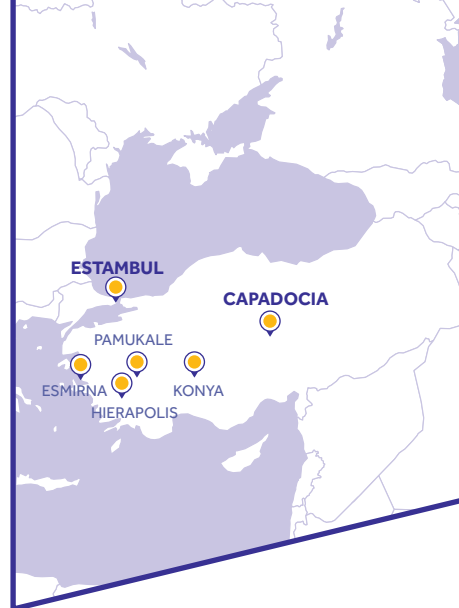 ESTAMBUL
CAPADOCIA
PAMUKALE
ESMIRNA
KONYA
HIERAPOLIS